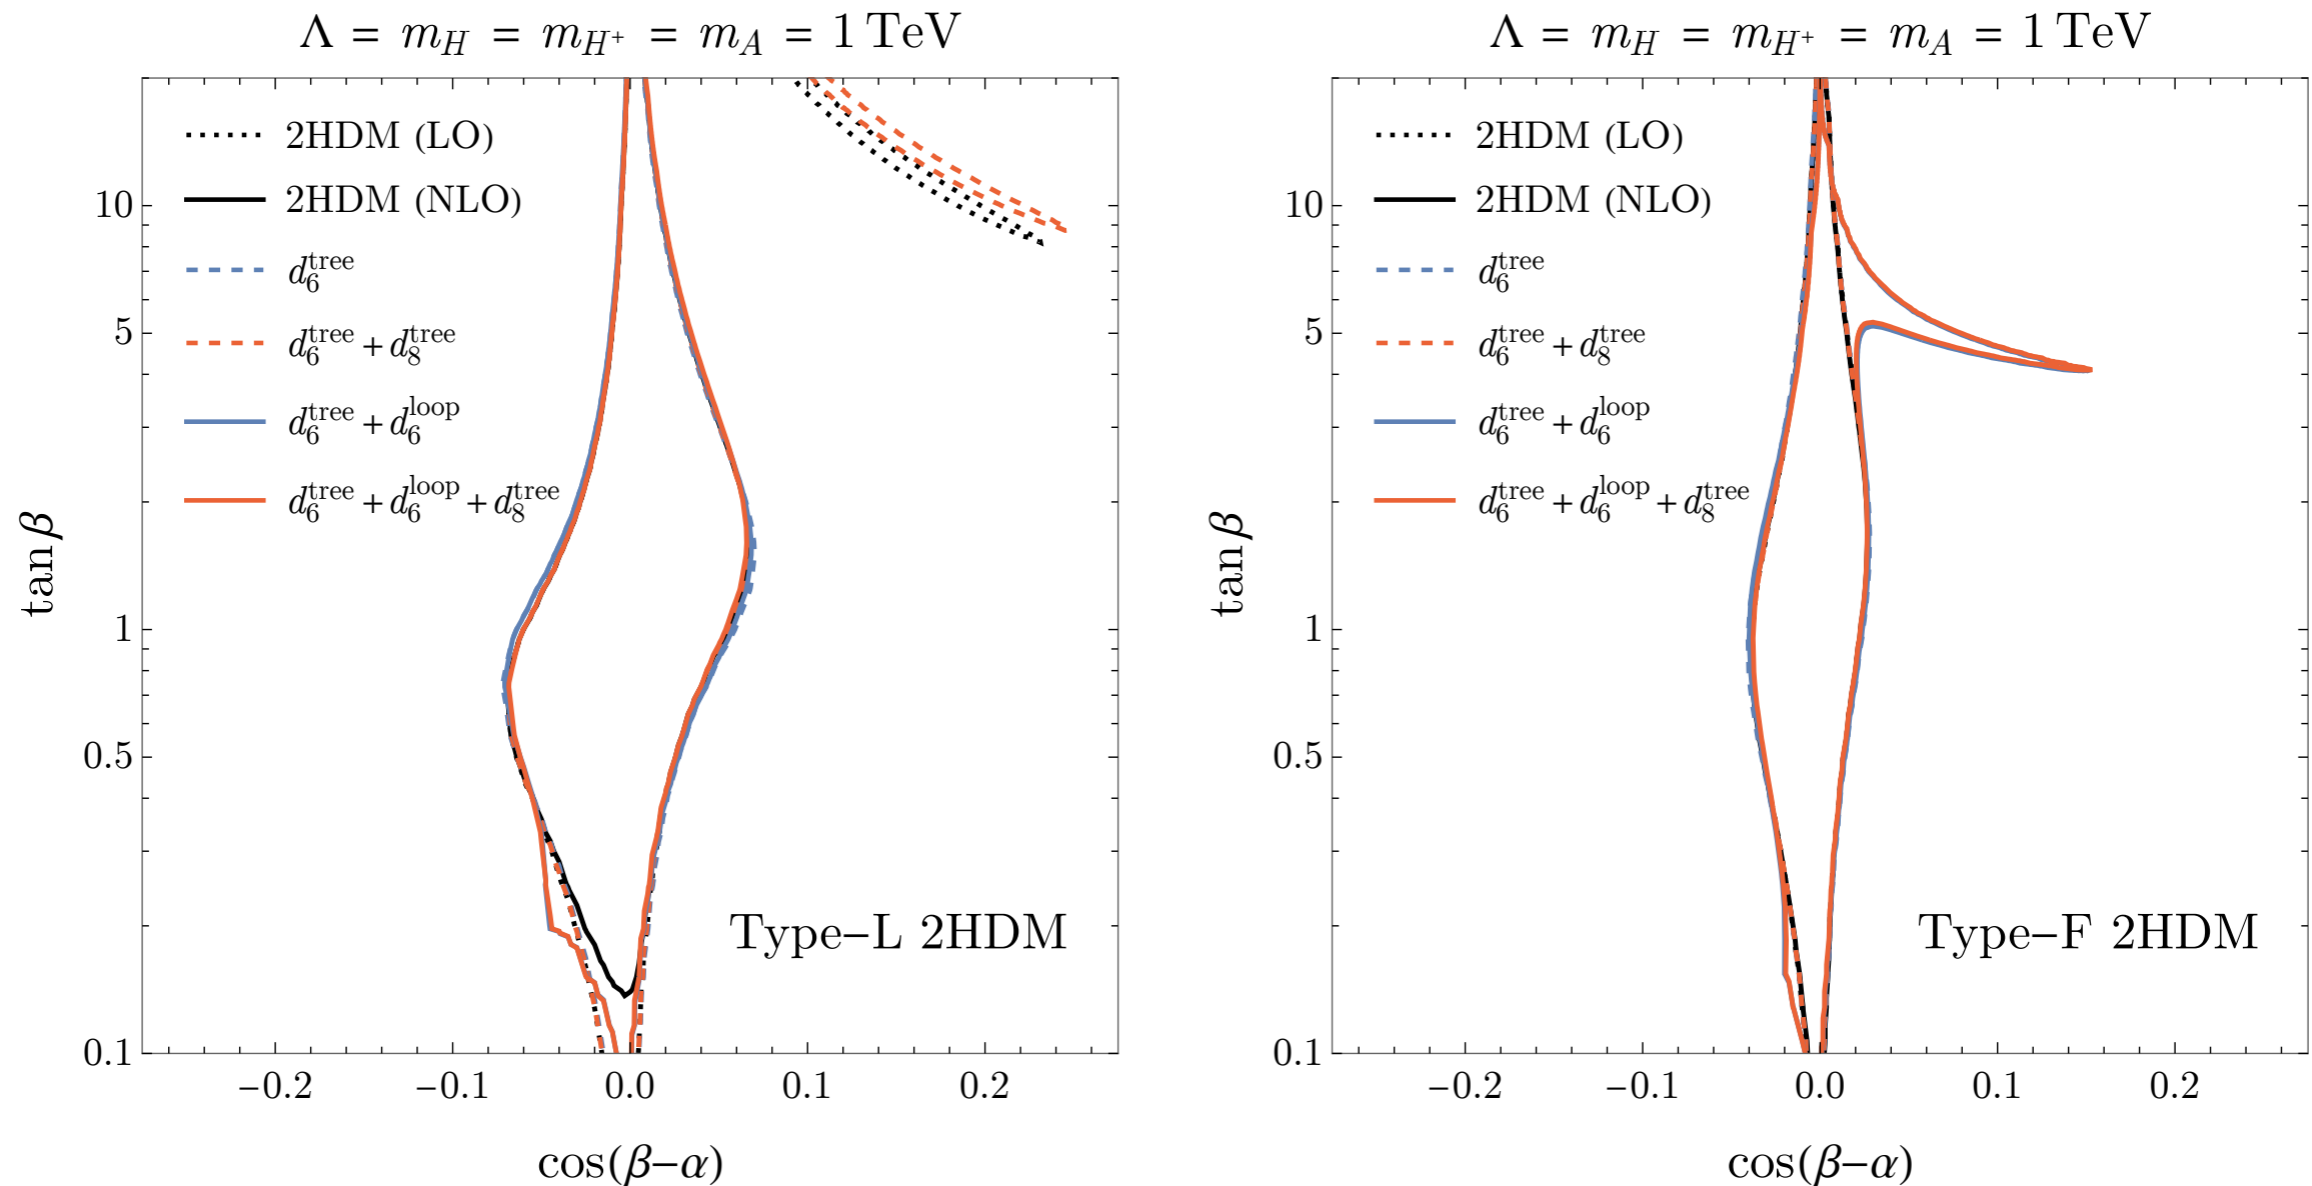 Λ = m_H = m_{H⁺} = m_A = 1 TeV
2HDM (LO)
2HDM (NLO)
d_6^{tree}
d_6^{tree} + d_8^{tree}
d_6^{tree} + d_6^{loop}
d_6^{tree} + d_6^{loop} + d_8^{tree}
Type−L 2HDM
tanβ
10
5
1
0.5
0.1
−0.2
−0.1
0.0
0.1
0.2
cos(β−α)
Λ = m_H = m_{H⁺} = m_A = 1 TeV
2HDM (LO)
2HDM (NLO)
d_6^{tree}
d_6^{tree} + d_8^{tree}
d_6^{tree} + d_6^{loop}
d_6^{tree} + d_6^{loop} + d_8^{tree}
Type−F 2HDM
tanβ
10
5
1
0.5
0.1
−0.2
−0.1
0.0
0.1
0.2
cos(β−α)